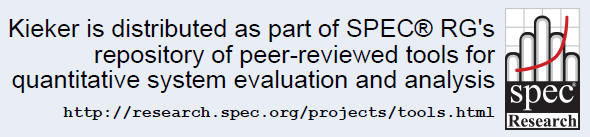 Kieker is distributed as part of SPEC® RG's
repository of peer-reviewed tools for
quantitative system evaluation and analysis
http://research.spec.org/projects/tools.html
spec
Research